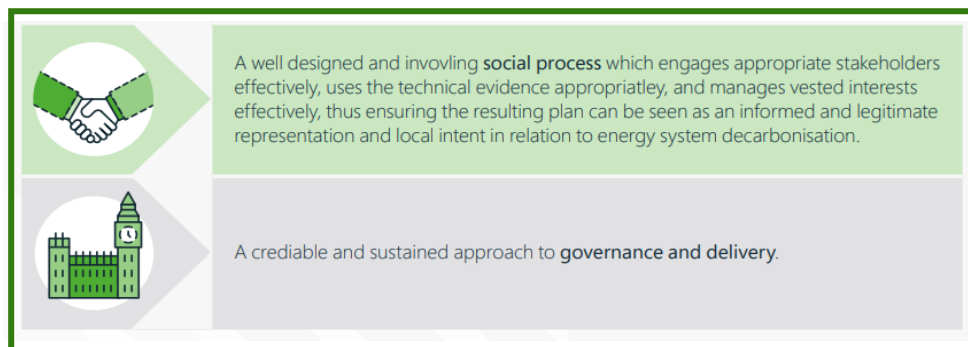 A well designed and invovling social process which engages appropriate stakeholders
effectively, uses the technical evidence appropriatley, and manages vested interests
effectively, thus ensuring the resulting plan can be seen as an informed and legitimate
representation and local intent in relation to energy system decarbonisation.
A crediable and sustained approach to governance and delivery.